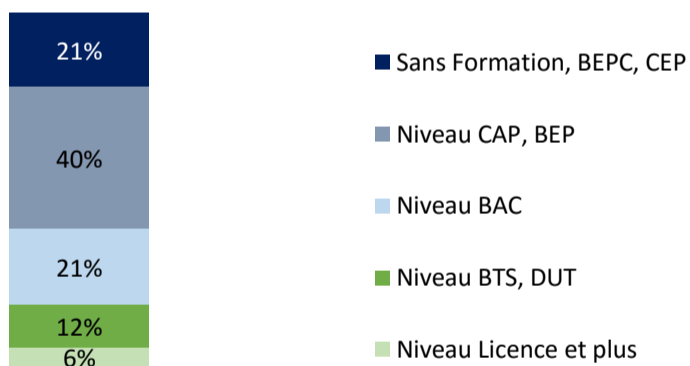 21%
40%
21%
12%
6%
Sans Formation, BEPC, CEP
Niveau CAP, BEP
Niveau BAC
Niveau BTS, DUT
Niveau Licence et plus